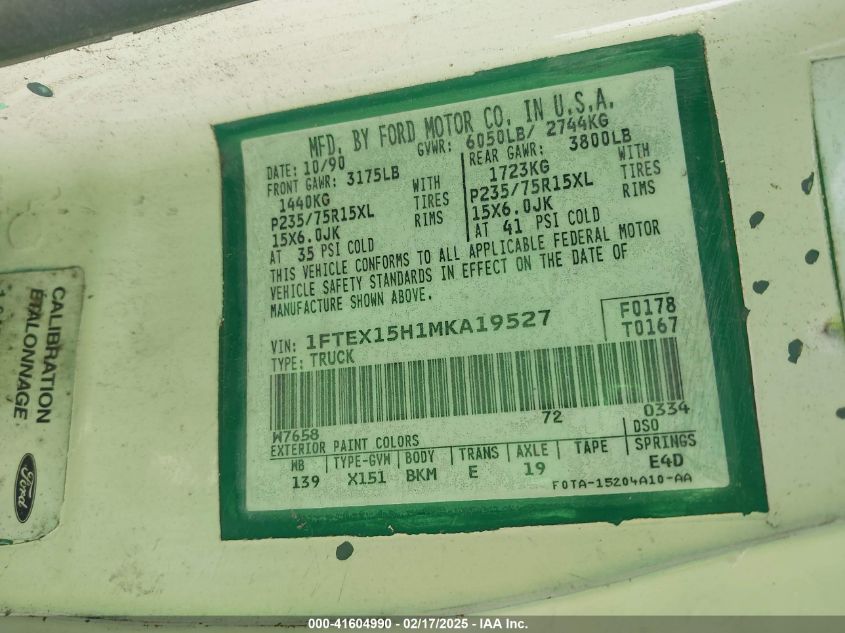 MFD. BY FORD MOTOR CO. IN U.S.A.
DATE: 10/90 GVWR: 6050LB/ 2744KG
FRONT GAWR: 3175LB REAR GAWR: 3800LB
1440KG WITH 1723KG WITH
P235/75R15XL TIRES P235/75R15XL TIRES
15X6.0JK RIMS 15X6.0JK RIMS
AT 35 PSI COLD AT 41 PSI COLD
THIS VEHICLE CONFORMS TO ALL APPLICABLE FEDERAL MOTOR
VEHICLE SAFETY STANDARDS IN EFFECT ON THE DATE OF
MANUFACTURE SHOWN ABOVE.
VIN: 1FTEX15H1MKA19527 F0178
TYPE: TRUCK T0167
W7658 72 0334
EXTERIOR PAINT COLORS DSO
WB TYPE-GVM BODY TRANS AXLE TAPE SPRINGS
139 X151 BKM E 19 E4D
F0TA-15204A10-AA
CALIBRATION
ETALONNAGE
Ford
000-41604990 - 02/17/2025 - IAA Inc.